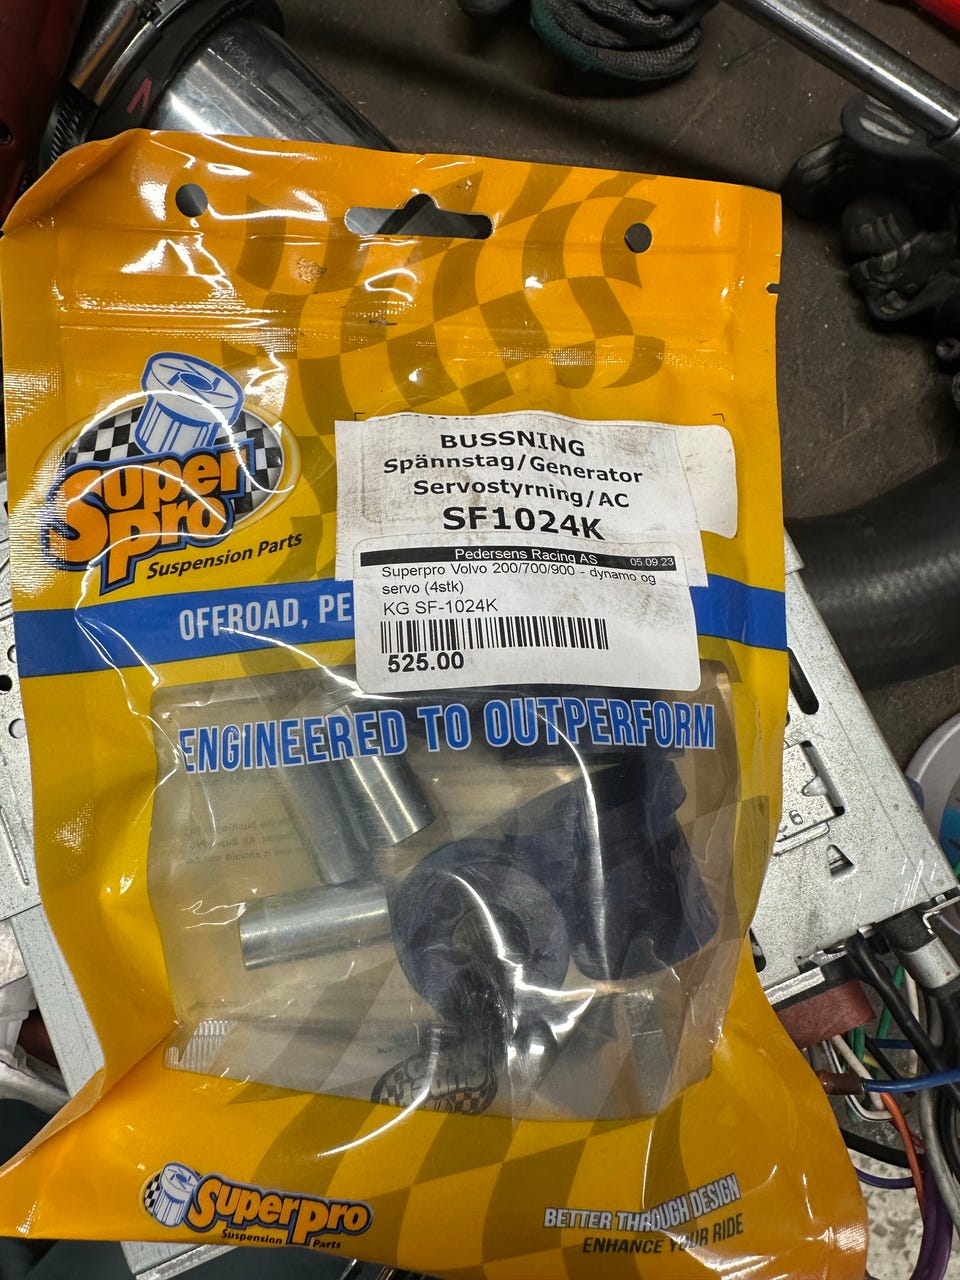 Super
Pro
Suspension Parts
BUSSNING
Spännstag/Generator
Servostyrning/AC
SF1024K
Pedersens Racing AS 05.09.23
Superpro Volvo 200/700/900 - dynamo og
servo (4stk)
KG SF-1024K
525.00
OFFROAD, PE
ENGINEERED TO OUTPERFORM
SuperPro
Suspension Parts
BETTER THROUGH DESIGN
ENHANCE YOUR RIDE